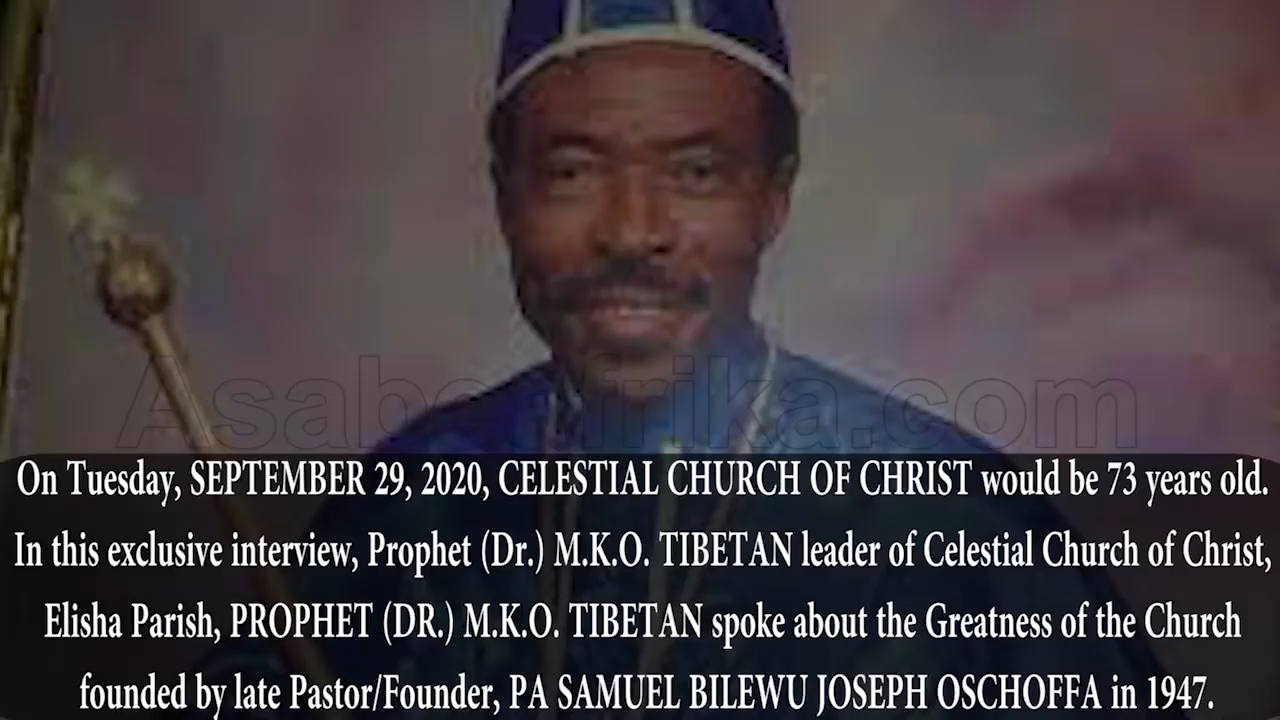 AsabeAfrika.com
On Tuesday, SEPTEMBER 29, 2020, CELESTIAL CHURCH OF CHRIST would be 73 years old.
In this exclusive interview, Prophet (Dr.) M.K.O. TIBETAN leader of Celestial Church of Christ,
Elisha Parish, PROPHET (DR.) M.K.O. TIBETAN spoke about the Greatness of the Church
founded by late Pastor/Founder, PA SAMUEL BILEWU JOSEPH OSCHOFFA in 1947.